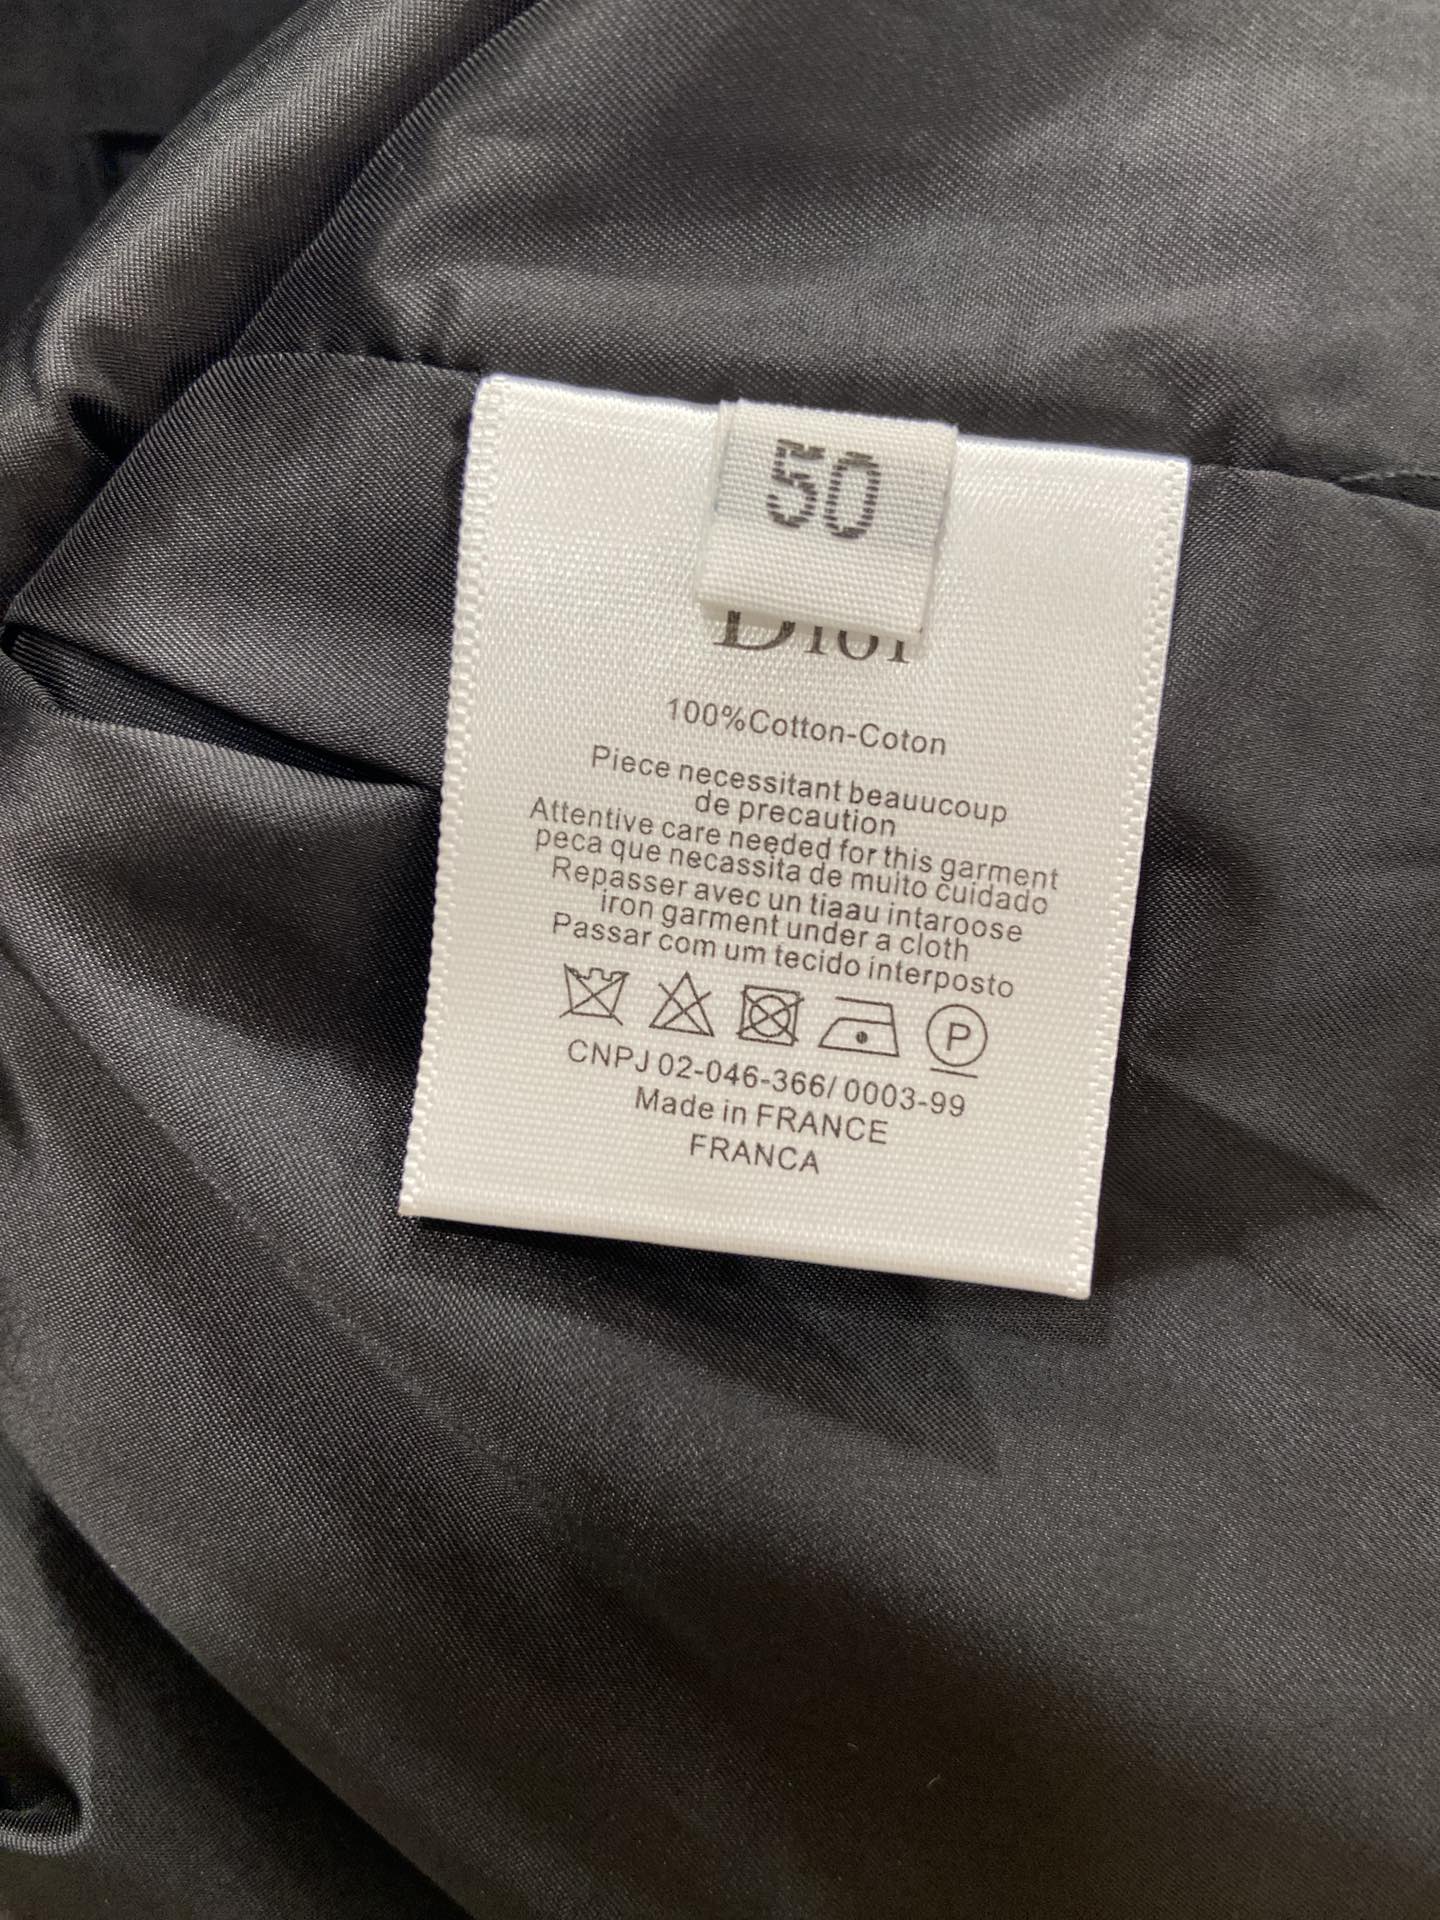 50
Dior
100%Cotton-Coton
Piece necessitant beauucoup
de precaution
Attentive care needed for this garment
peca que necassita de muito cuidado
Repasser avec un tiaau intaroose
iron garment under a cloth
Passar com um tecido interposto
P
CNPJ 02-046-366/ 0003-99
Made in FRANCE
FRANCA